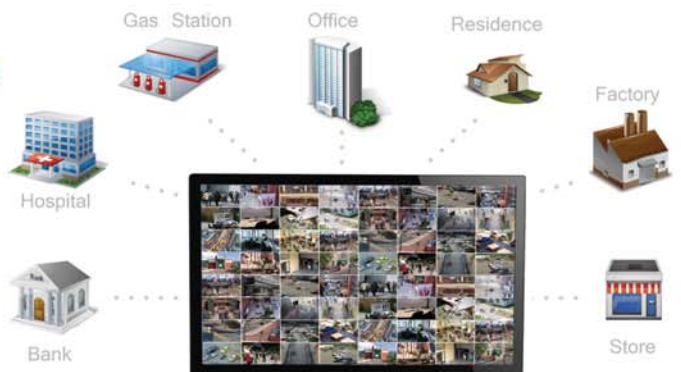 Gas Station
Office
Residence
Factory
Hospital
Bank
Store